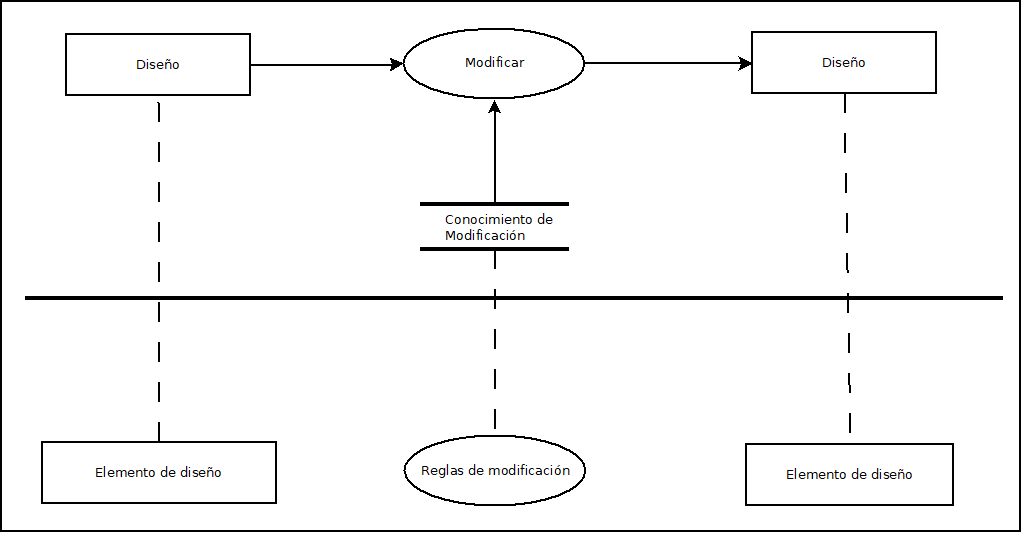 Diseño
Modificar
Diseño
Conocimiento de
Modificación
Elemento de diseño
Reglas de modificación
Elemento de diseño